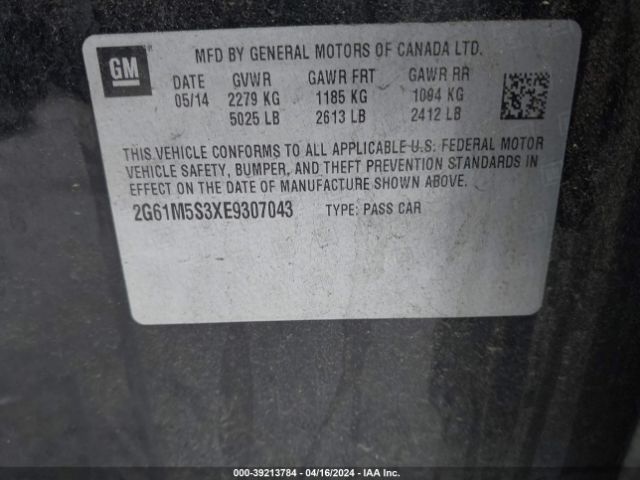 GM
MFD BY GENERAL MOTORS OF CANADA LTD.
DATE GVWR GAWR FRT GAWR RR
05/14 2279 KG 1185 KG 1094 KG
5025 LB 2613 LB 2412 LB
THIS VEHICLE CONFORMS TO ALL APPLICABLE U.S. FEDERAL MOTOR
VEHICLE SAFETY, BUMPER, AND THEFT PREVENTION STANDARDS IN
EFFECT ON THE DATE OF MANUFACTURE SHOWN ABOVE.
2G61M5S3XE9307043 TYPE: PASS CAR
000-39213784 - 04/16/2024 - IAA Inc.